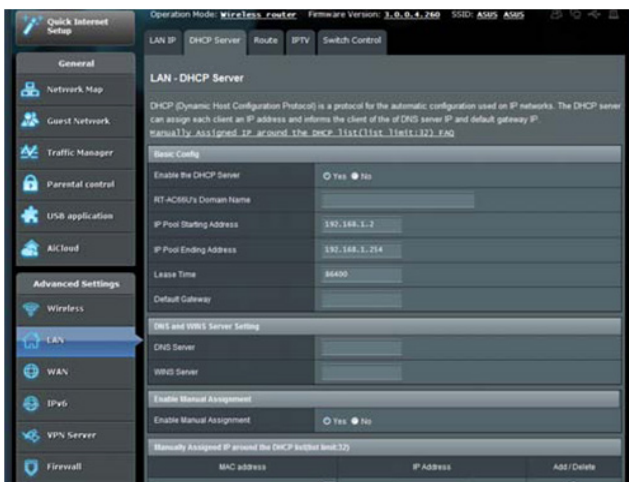 Quick Internet Setup
Operation Mode: Wireless router Firmware Version: 3.0.0.4.260 SSID: ASUS ASUS
LAN IP DHCP Server Route IPTV Switch Control
General
Network Map
Guest Network
Traffic Manager
Parental control
USB application
AiCloud
Advanced Settings
Wireless
LAN
WAN
IPv6
VPN Server
Firewall
LAN - DHCP Server
DHCP (Dynamic Host Configuration Protocol) is a protocol for the automatic configuration used on IP networks. The DHCP server
can assign each client an IP address and informs the client of the of DNS server IP and default gateway IP.
Manually Assigned IP around the DHCP list(list limit:32) FAQ
Basic Config
Enable the DHCP Server Yes No
RT-AC66U's Domain Name
IP Pool Starting Address 192.168.1.2
IP Pool Ending Address 192.168.1.254
Lease Time 86400
Default Gateway
DNS and WINS Server Setting
DNS Server
WINS Server
Enable Manual Assignment
Enable Manual Assignment Yes No
Manually Assigned IP around the DHCP list(list limit:32)
MAC address IP Address Add / Delete